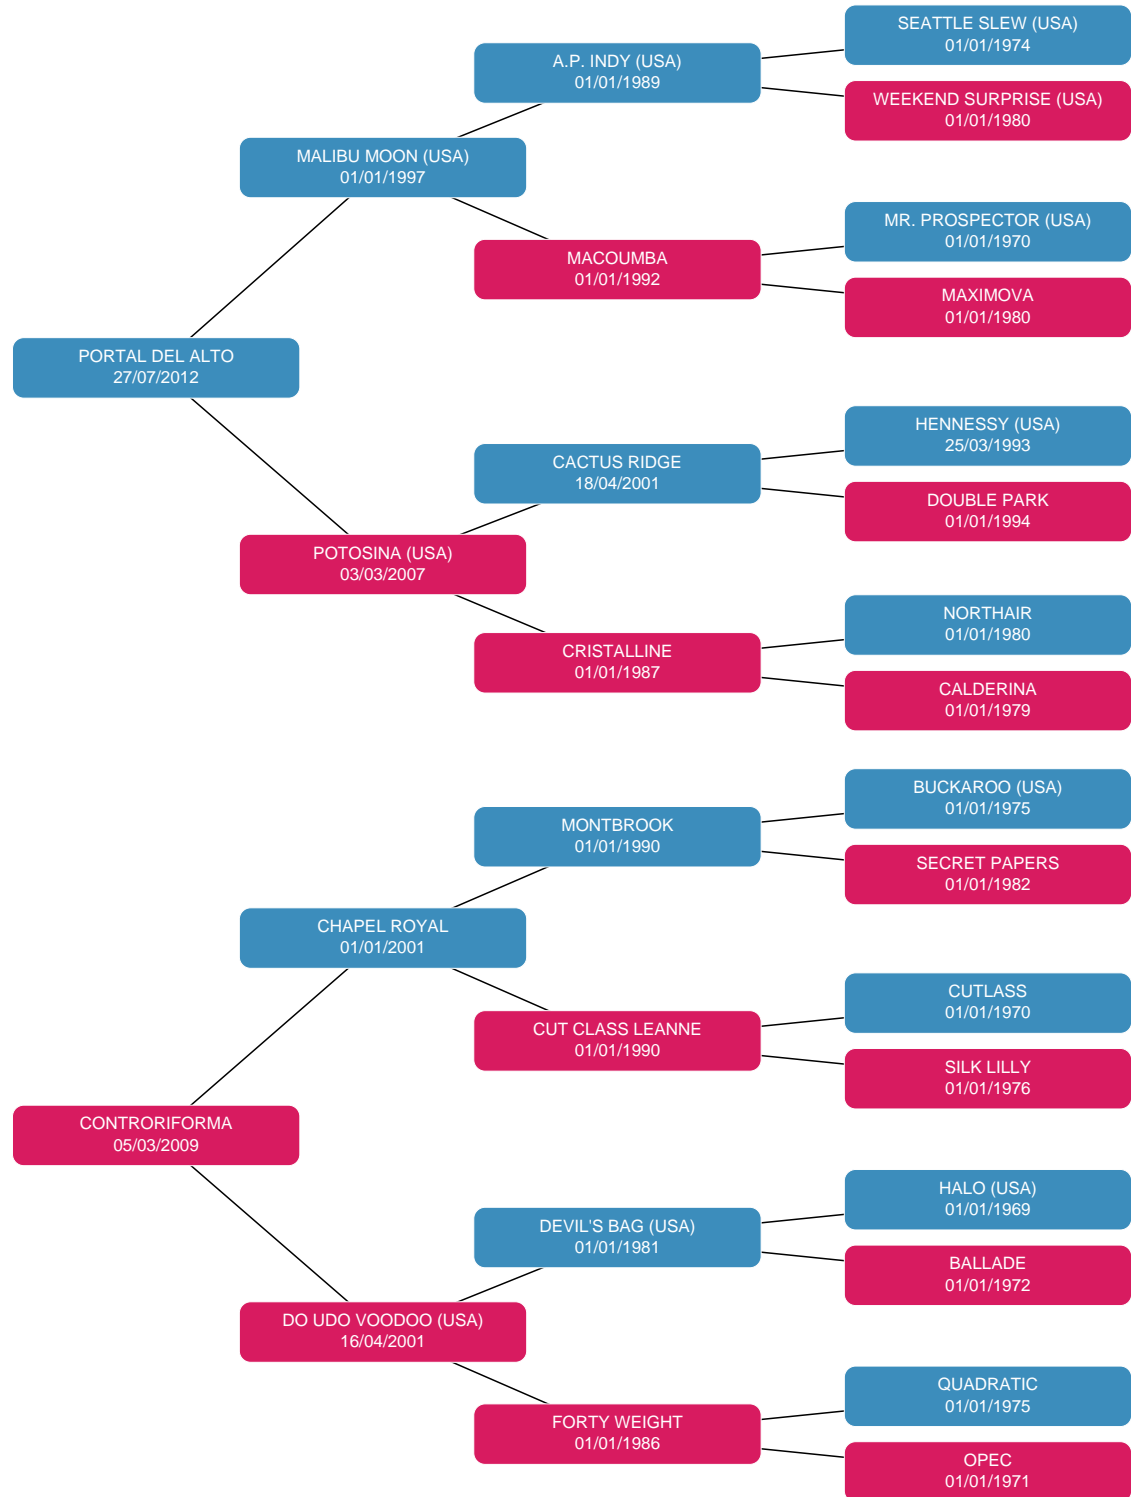 SEATTLE SLEW (USA)
01/01/1974
A.P. INDY (USA)
01/01/1989
WEEKEND SURPRISE (USA)
01/01/1980
MALIBU MOON (USA)
01/01/1997
MR. PROSPECTOR (USA)
01/01/1970
MACOUMBA
01/01/1992
MAXIMOVA
01/01/1980
PORTAL DEL ALTO
27/07/2012
HENNESSY (USA)
25/03/1993
CACTUS RIDGE
18/04/2001
DOUBLE PARK
01/01/1994
POTOSINA (USA)
03/03/2007
NORTHAIR
01/01/1980
CRISTALLINE
01/01/1987
CALDERINA
01/01/1979
BUCKAROO (USA)
01/01/1975
MONTBROOK
01/01/1990
SECRET PAPERS
01/01/1982
CHAPEL ROYAL
01/01/2001
CUTLASS
01/01/1970
CUT CLASS LEANNE
01/01/1990
SILK LILLY
01/01/1976
CONTRORIFORMA
05/03/2009
HALO (USA)
01/01/1969
DEVIL'S BAG (USA)
01/01/1981
BALLADE
01/01/1972
DO UDO VOODOO (USA)
16/04/2001
QUADRATIC
01/01/1975
FORTY WEIGHT
01/01/1986
OPEC
01/01/1971